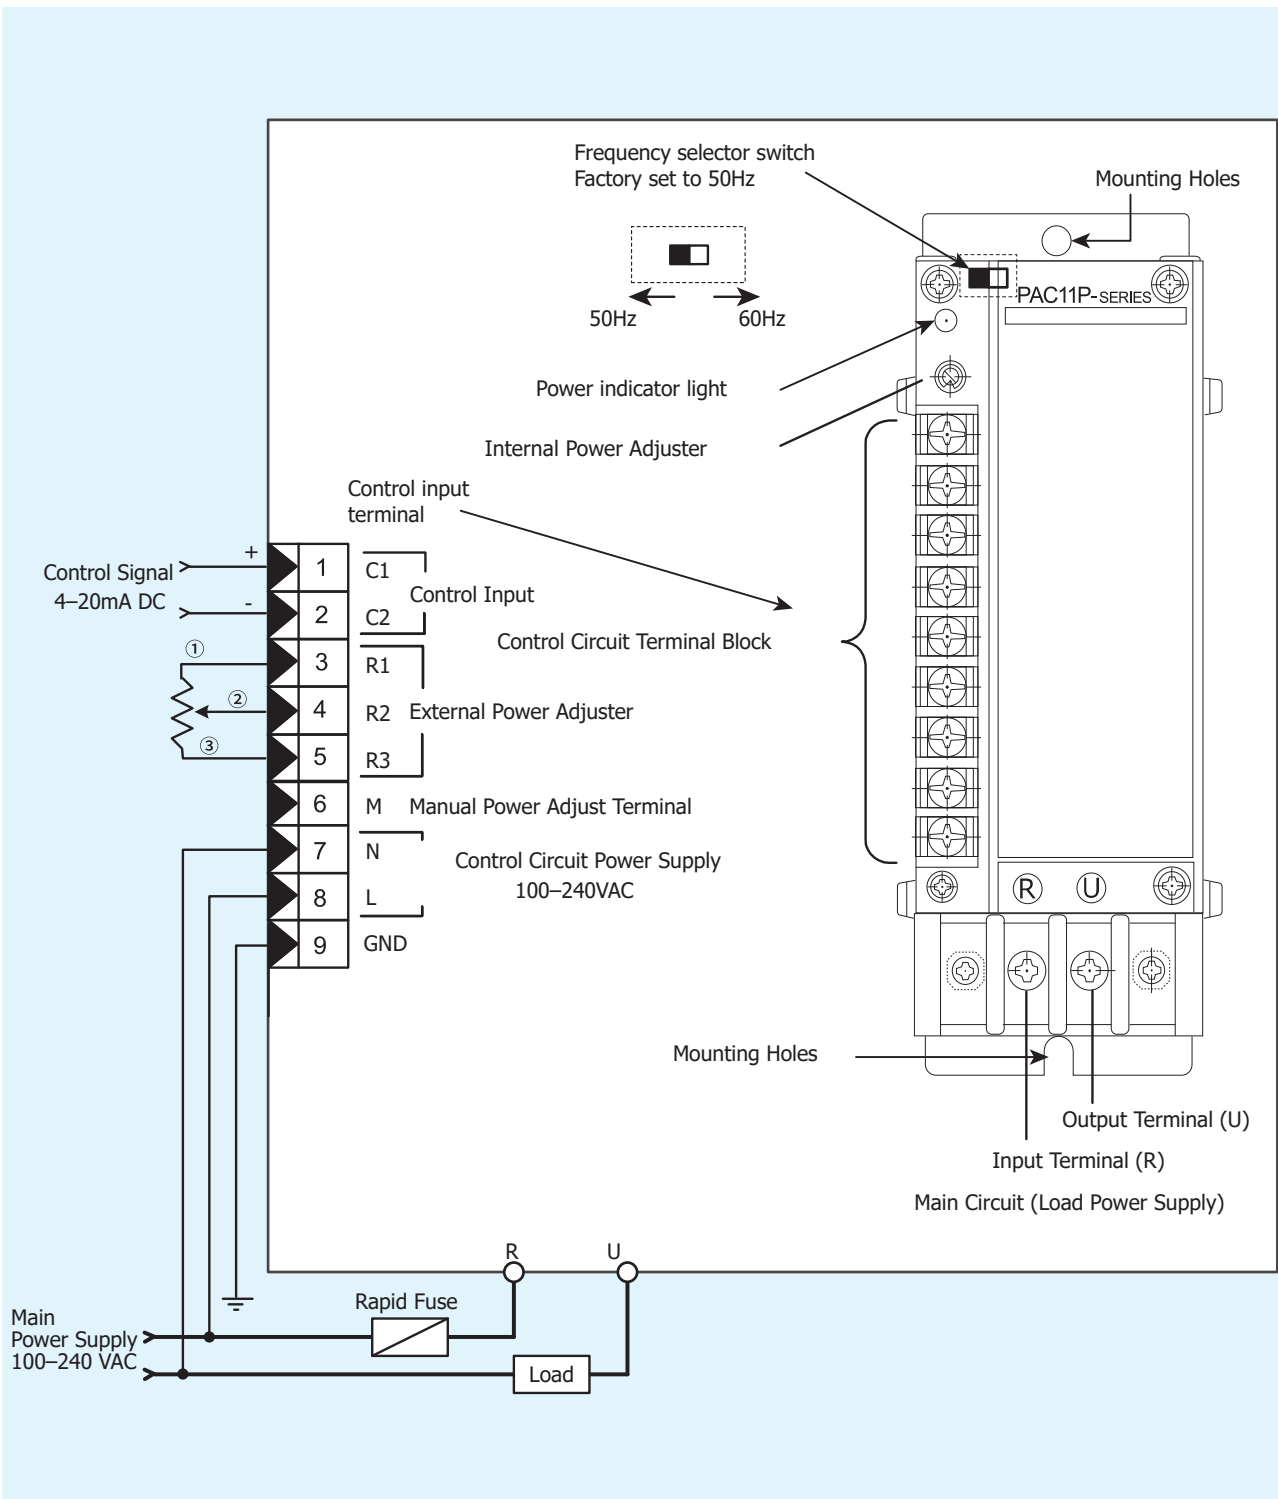 Frequency selector switch
Factory set to 50Hz
Mounting Holes
50Hz
60Hz
PAC11P-SERIES
Power indicator light
Internal Power Adjuster
Control input
terminal
Control Signal
4–20mA DC
+
-
1
C1
Control Input
2
C2
Control Circuit Terminal Block
①
3
R1
②
4
R2
External Power Adjuster
③
5
R3
6
M
Manual Power Adjust Terminal
7
N
Control Circuit Power Supply
100–240VAC
8
L
9
GND
R
U
Mounting Holes
Output Terminal (U)
Input Terminal (R)
Main Circuit (Load Power Supply)
R
U
Rapid Fuse
Main
Power Supply
100–240 VAC
Load